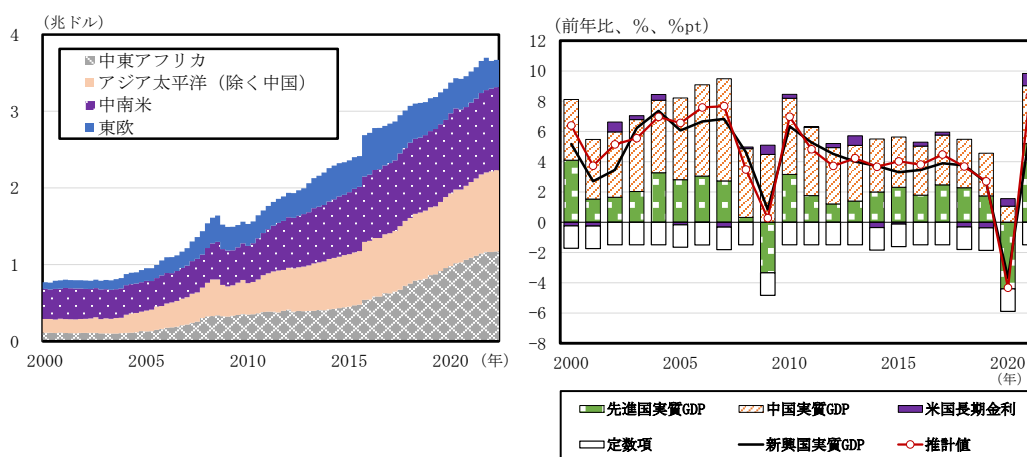 (兆ドル)
4
3
2
1
0
中東アフリカ
アジア太平洋（除く中国）
中南米
東欧
2000
2005
2010
2015
2020
(年)
(前年比、%、%pt)
12
10
8
6
4
2
0
−2
−4
−6
−8
2000
2005
2010
2015
2020
(年)
先進国実質GDP
中国実質GDP
米国長期金利
定数項
新興国実質GDP
推計値